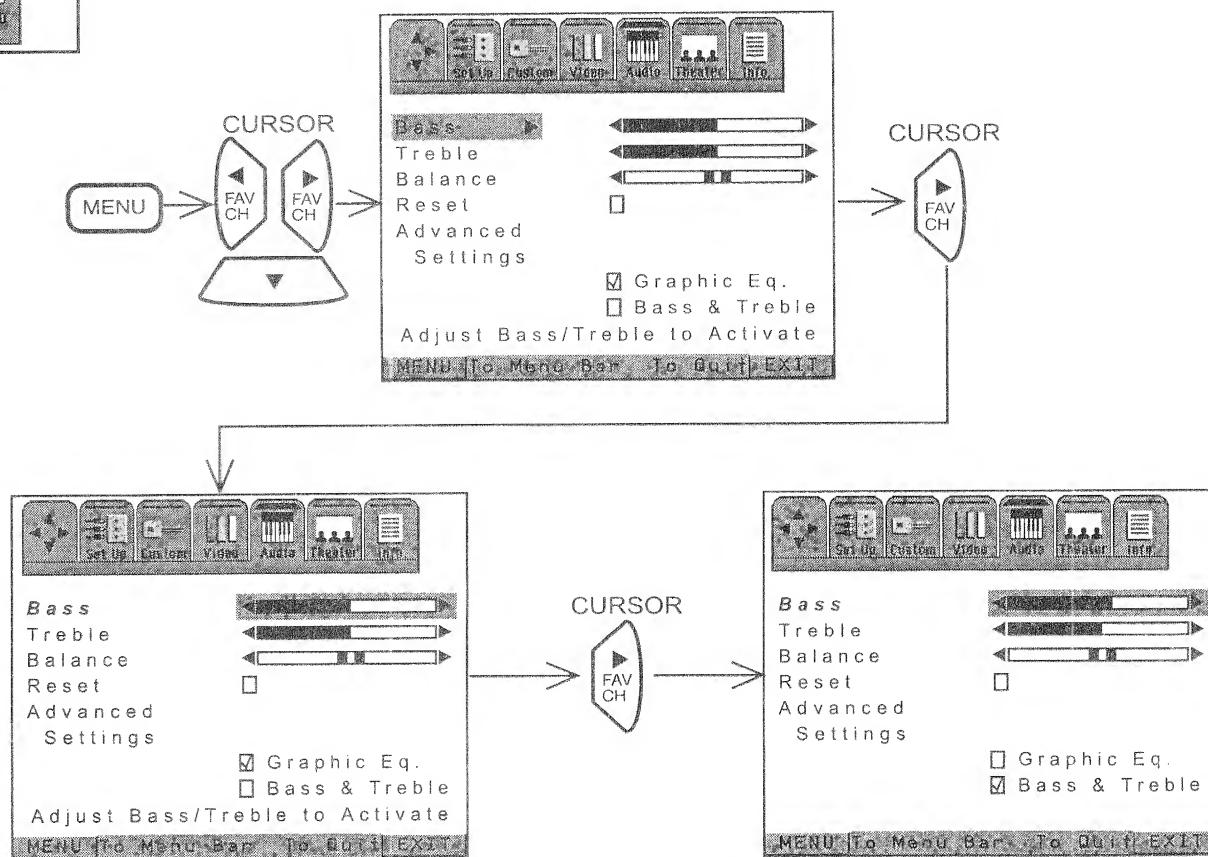 Set Up Custom Video Audio Theater Info
CURSOR
FAV CH
FAV CH
MENU
Bass
Treble
Balance
Reset
Advanced
Settings
Graphic Eq.
Bass & Treble
Adjust Bass/Treble to Activate
MENU To Menu Bar To Quit EXIT
CURSOR
FAV CH
Set Up Custom Video Audio Theater Info
Bass
Treble
Balance
Reset
Advanced
Settings
Graphic Eq.
Bass & Treble
Adjust Bass/Treble to Activate
MENU To Menu Bar To Quit EXIT
CURSOR
FAV CH
Set Up Custom Video Audio Theater Info
Bass
Treble
Balance
Reset
Advanced
Settings
Graphic Eq.
Bass & Treble
MENU To Menu Bar To Quit EXIT